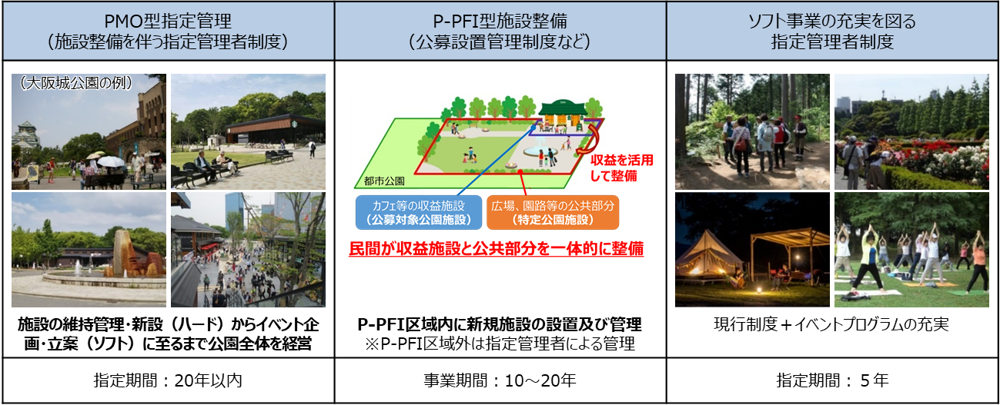 PMO型指定管理
（施設整備を伴う指定管理者制度）
P-PFI型施設整備
（公募設置管理制度など）
ソフト事業の充実を図る
指定管理者制度
（大阪城公園の例）
収益を活用
して整備
都市公園
カフェ等の収益施設
（公募対象公園施設）
広場、園路等の公共部分
（特定公園施設）
民間が収益施設と公共部分を一体的に整備
施設の維持管理・新設（ハード）からイベント企
画・立案（ソフト）に至るまで公園全体を経営
P-PFI区域内に新規施設の設置及び管理
※P-PFI区域外は指定管理者による管理
現行制度＋イベントプログラムの充実
指定期間：20年以内
事業期間：10～20年
指定期間：５年